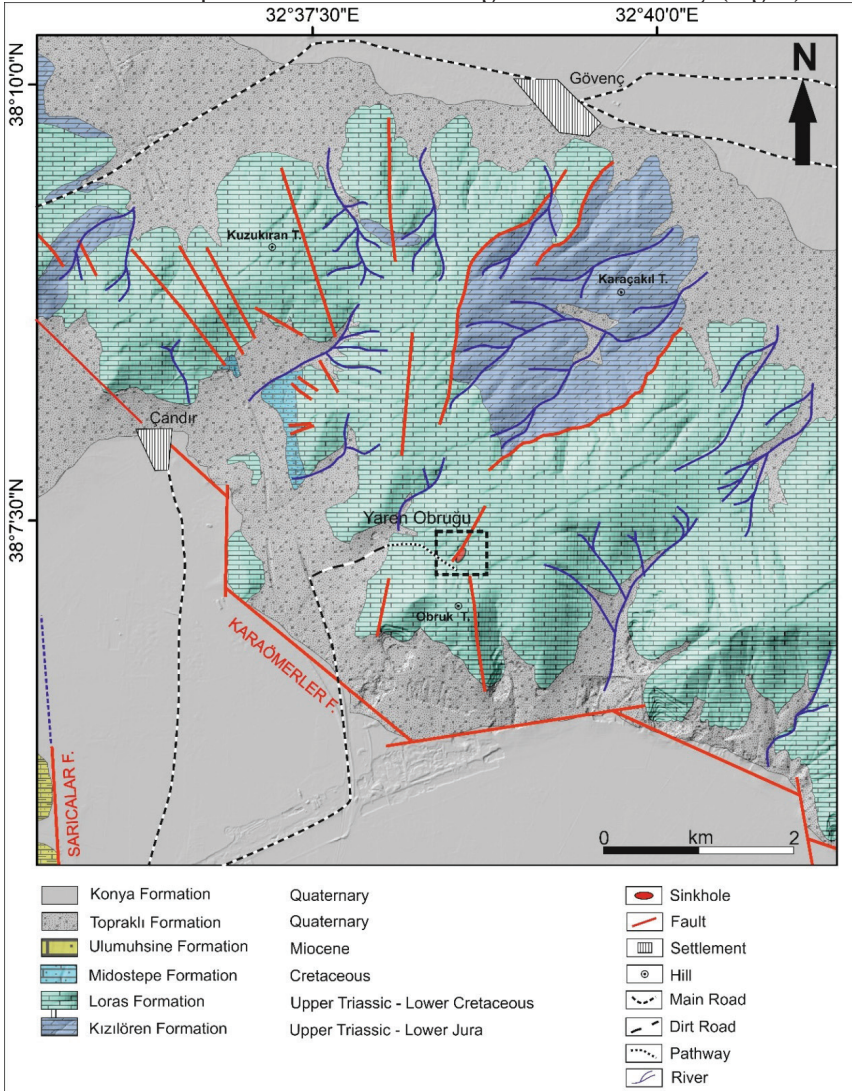 32°37'30"E 32°40'0"E
38°10'0"N
Gövenç
N
Kuzukıran T.
Karaçakıl T.
Çandır
38°7'30"N
Yaren Obruğu
Obruk T.
KARAÖMERLER F.
SARICALAR F.
0 km 2
Konya Formation Quaternary Sinkhole
Topraklı Formation Quaternary Fault
Ulumuhsine Formation Miocene Settlement
Midostepe Formation Cretaceous Hill
Loras Formation Upper Triassic - Lower Cretaceous Main Road
Kızılören Formation Upper Triassic - Lower Jura Dirt Road
Pathway
River